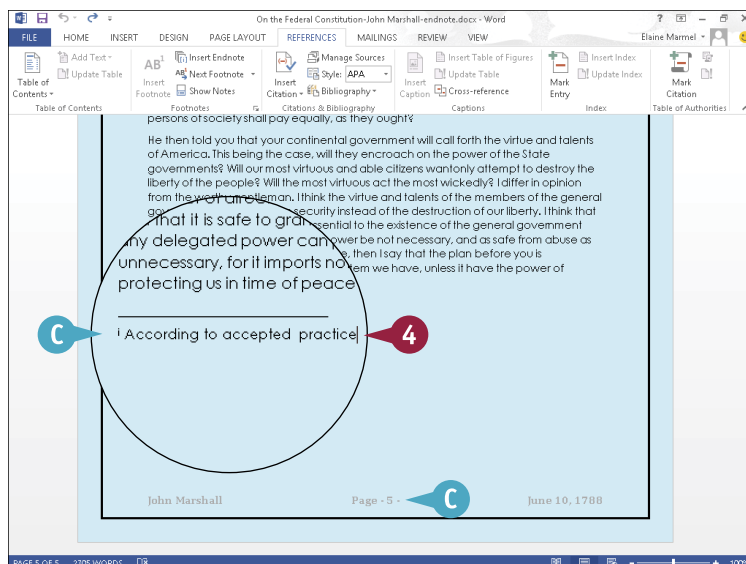 On the Federal Constitution-John Marshall-endnote.docx - Word
FILE HOME INSERT DESIGN PAGE LAYOUT REFERENCES MAILINGS REVIEW VIEW Elaine Marmel
Table of Contents
Add Text
Update Table
Table of Contents
AB1 Insert Footnote
Insert Endnote
Next Footnote
Show Notes
Footnotes
Insert Citation
Manage Sources
Style: APA
Bibliography
Citations & Bibliography
Insert Caption
Insert Table of Figures
Update Table
Cross-reference
Captions
Mark Entry
Insert Index
Update Index
Index
Mark Citation
Table of Authorities
persons of society shall pay equally, as they ought?
He then told you that your continental government will call forth the virtue and talents
of America. This being the case, will they encroach on the power of the State
governments? Will our most virtuous and able citizens wantonly attempt to destroy the
liberty of the people? Will the most virtuous act the most wickedly? I differ in opinion
from the gentleman. I think the virtue and talents of the members of the general
security instead of the destruction of our liberty. I think that
to the existence of the general government
power be not necessary, and as safe from abuse as
then I say that the plan before you is
we have, unless it have the power of
that it is safe to
any delegated power can
unnecessary, for it imports no
protecting us in time of peace
i According to accepted practice
C
4
John Marshall Page - 5 - June 10, 1788
C
PAGE 5 OF 5 2705 WORDS 100%